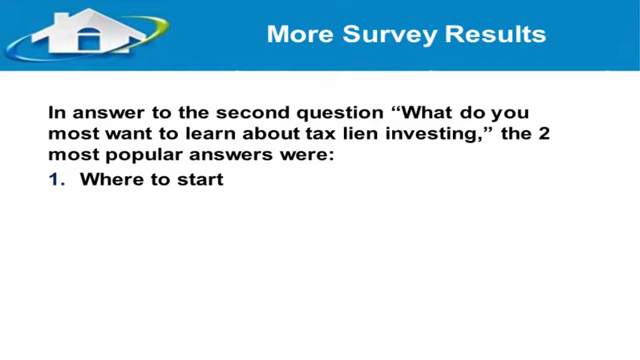 More Survey Results
In answer to the second question “What do you
most want to learn about tax lien investing,” the 2
most popular answers were:
1. Where to start